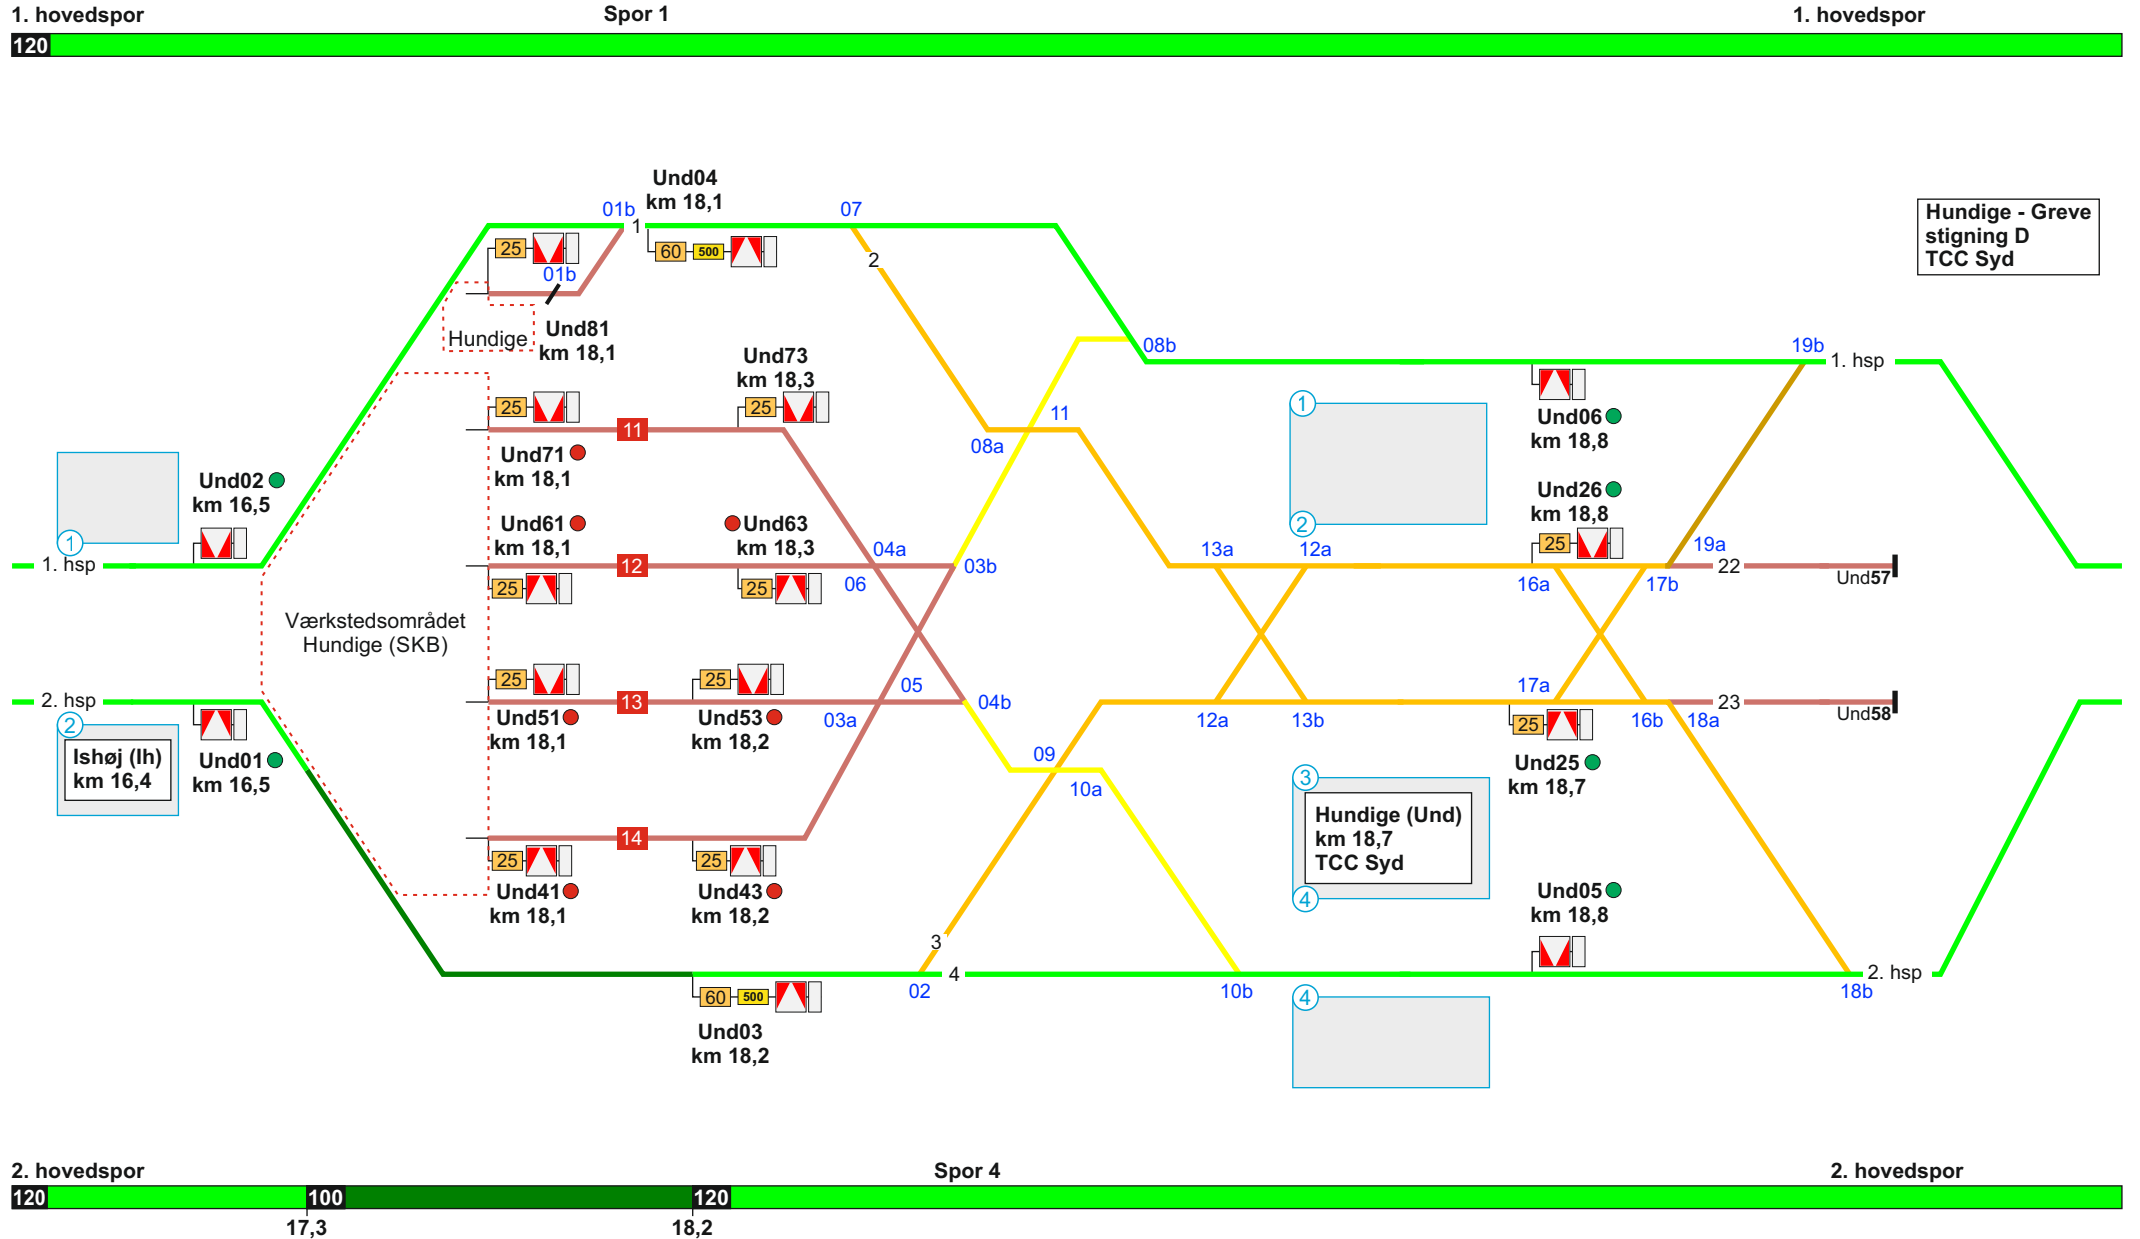 1. hovedspor
Spor 1
1. hovedspor
120
Und04
km 18,1
01b
1
07
60
500
25
01b
2
Hundige - Greve
stigning D
TCC Syd
Hundige
Und81
km 18,1
Und73
km 18,3
08b
19b
1. hsp
25
25
11
08a
11
1
Und71
km 18,1
Und06
km 18,8
Und02
km 16,5
Und61
km 18,1
Und63
km 18,3
2
Und26
km 18,8
1
1. hsp
04a
13a
12a
25
19a
12
03b
22
Und57
25
25
06
16a
17b
Værkstedsområdet
Hundige (SKB)
25
25
05
17a
2. hsp
13
04b
23
Und58
2
Und51
km 18,1
Und53
km 18,2
03a
12a
13b
25
16b
18a
Ishøj (Ih)
km 16,4
Und01
km 16,5
09
10a
Und25
km 18,7
3
Hundige (Und)
km 18,7
TCC Syd
4
14
25
25
Und41
km 18,1
Und43
km 18,2
Und05
km 18,8
3
4
2. hsp
02
10b
18b
60
500
4
Und03
km 18,2
2. hovedspor
Spor 4
2. hovedspor
120
100
120
17,3
18,2